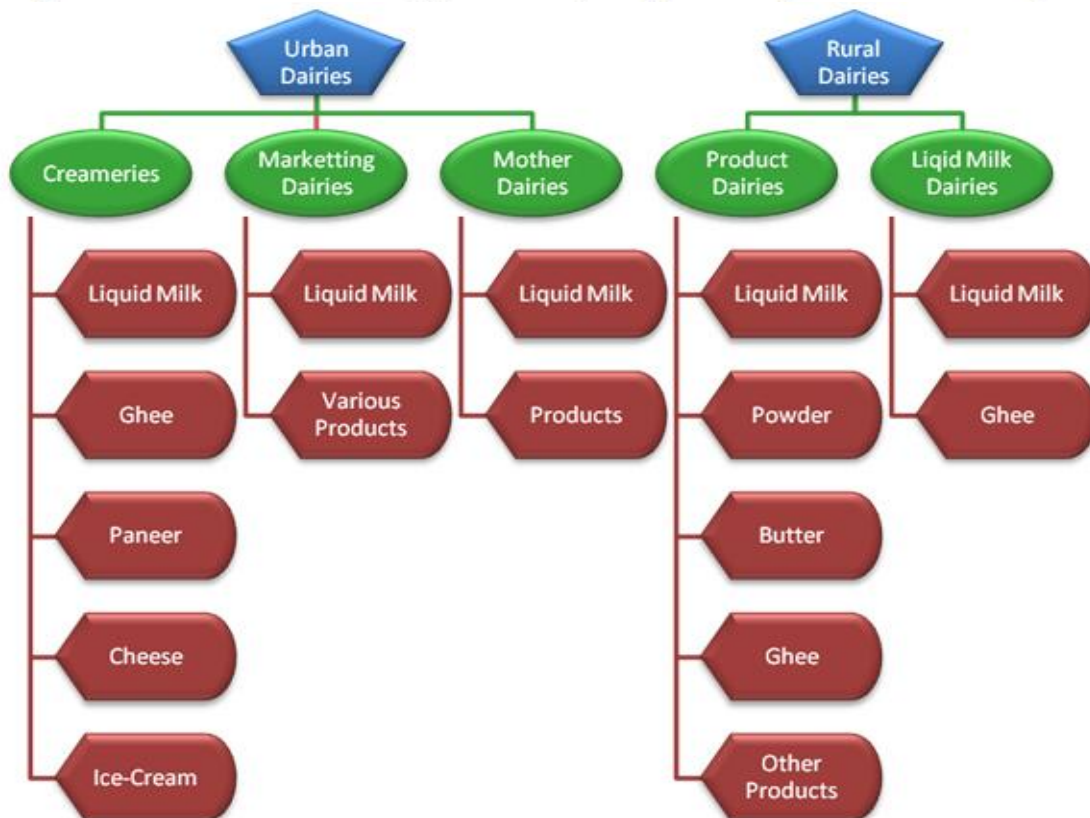 Urban
Dairies
Rural
Dairies
Creameries
Marketting
Dairies
Mother
Dairies
Product
Dairies
Liqid Milk
Dairies
Liquid Milk
Liquid Milk
Liquid Milk
Liquid Milk
Liquid Milk
Ghee
Various
Products
Products
Powder
Ghee
Paneer
Butter
Cheese
Ghee
Ice-Cream
Other
Products